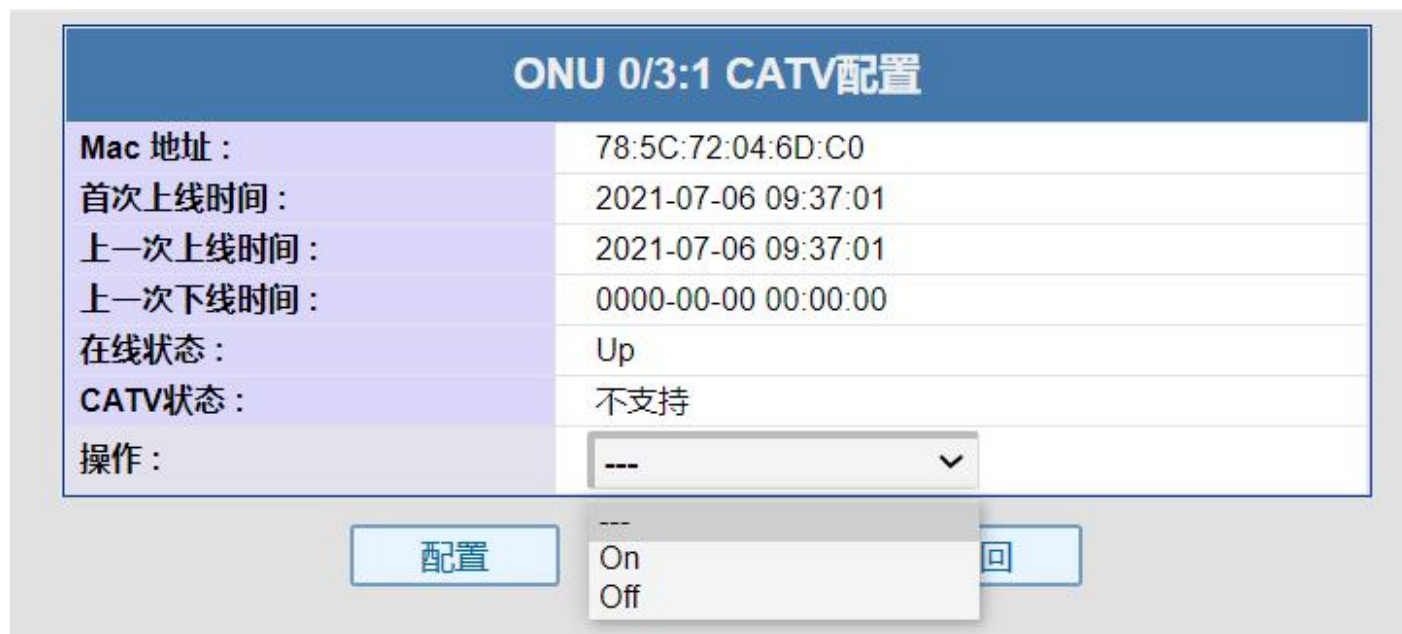 ONU 0/3:1 CATV配置
Mac 地址：	78:5C:72:04:6D:C0
首次上线时间：	2021-07-06 09:37:01
上一次上线时间：	2021-07-06 09:37:01
上一次下线时间：	0000-00-00 00:00:00
在线状态：	Up
CATV状态：	不支持
操作：	---
---
配置	On	回
Off